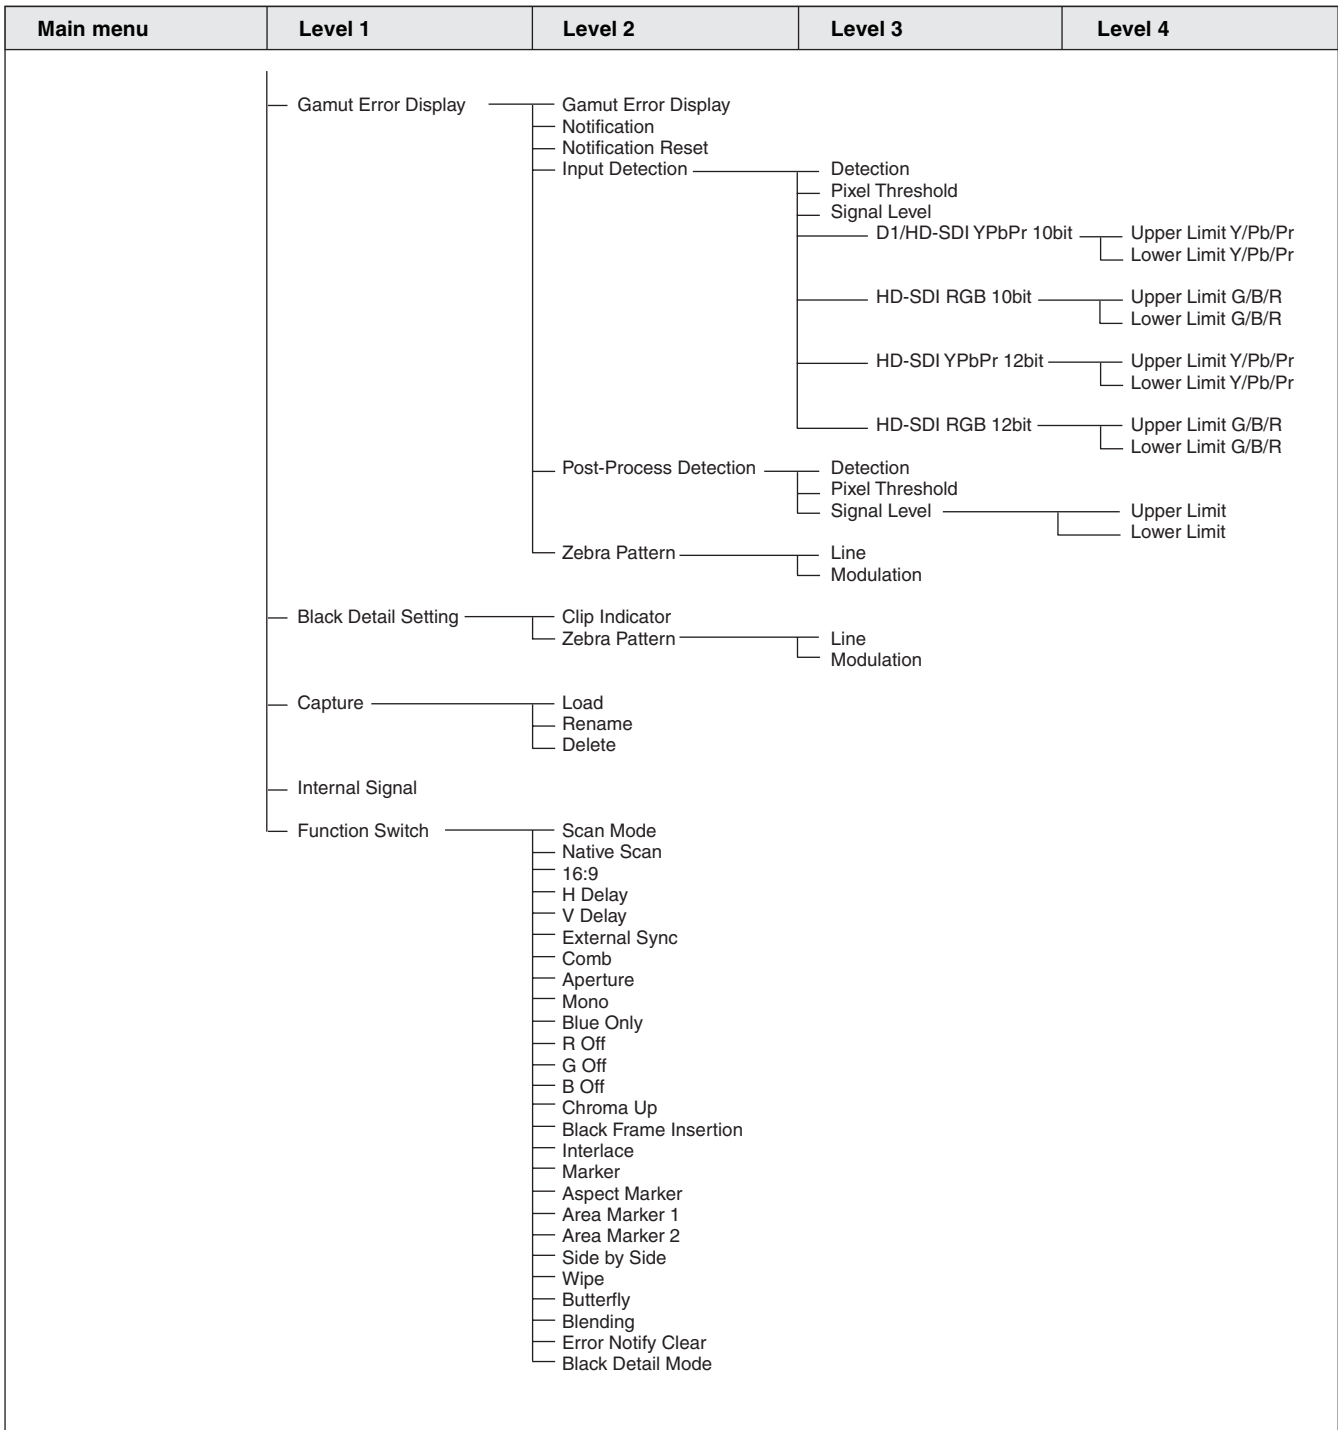 Main menu Level 1 Level 2 Level 3 Level 4
Gamut Error Display Gamut Error Display
Notification
Notification Reset
Input Detection Detection
Pixel Threshold
Signal Level
D1/HD-SDI YPbPr 10bit Upper Limit Y/Pb/Pr
Lower Limit Y/Pb/Pr
HD-SDI RGB 10bit Upper Limit G/B/R
Lower Limit G/B/R
HD-SDI YPbPr 12bit Upper Limit Y/Pb/Pr
Lower Limit Y/Pb/Pr
HD-SDI RGB 12bit Upper Limit G/B/R
Lower Limit G/B/R
Post-Process Detection Detection
Pixel Threshold
Signal Level Upper Limit
Lower Limit
Zebra Pattern Line
Modulation
Black Detail Setting Clip Indicator
Zebra Pattern Line
Modulation
Capture Load
Rename
Delete
Internal Signal
Function Switch Scan Mode
Native Scan
16:9
H Delay
V Delay
External Sync
Comb
Aperture
Mono
Blue Only
R Off
G Off
B Off
Chroma Up
Black Frame Insertion
Interlace
Marker
Aspect Marker
Area Marker 1
Area Marker 2
Side by Side
Wipe
Butterfly
Blending
Error Notify Clear
Black Detail Mode